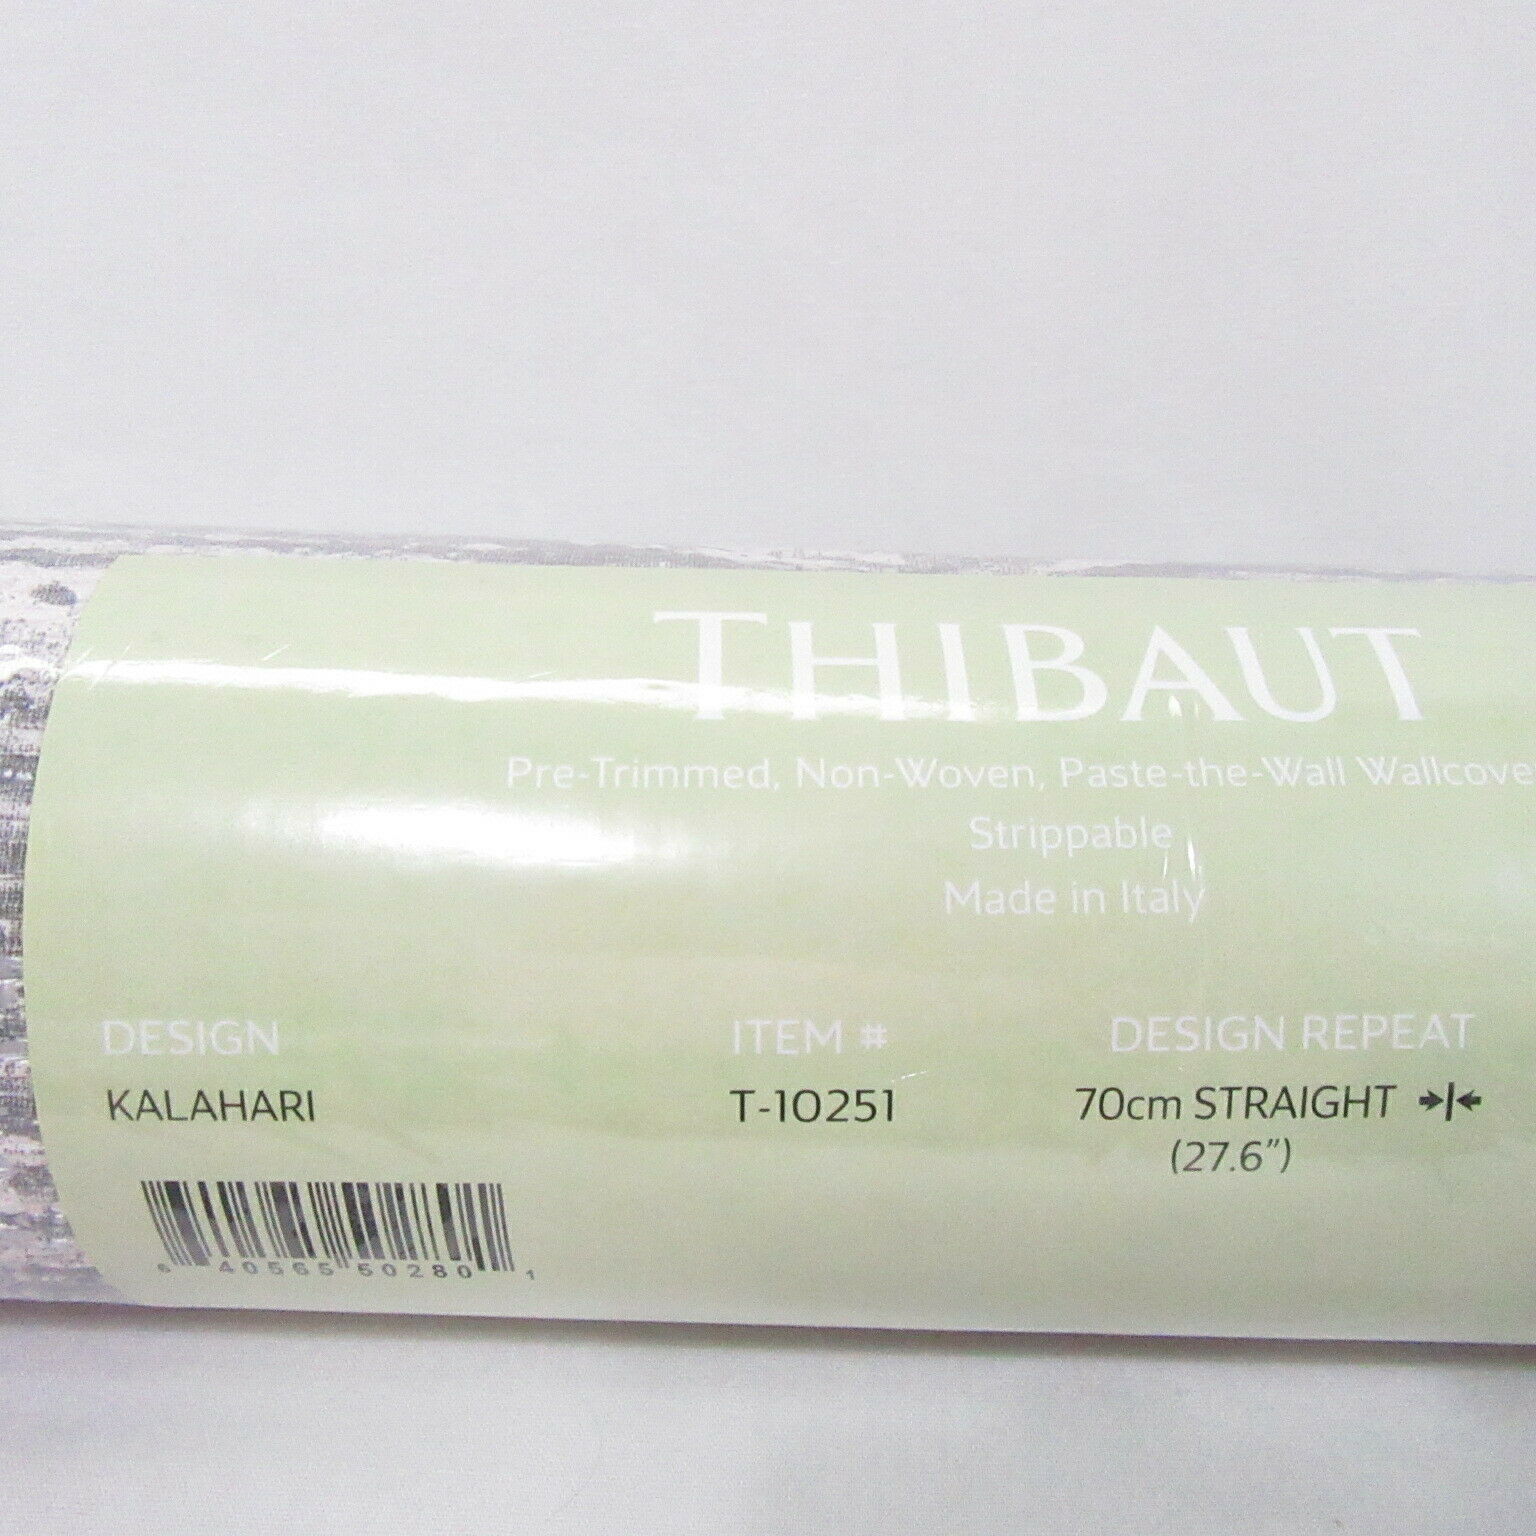 THIBAUT
Pre-Trimmed, Non-Woven, Paste-the-Wall Wallcove
Strippable
Made in Italy
DESIGN ITEM # DESIGN REPEAT
KALAHARI T-10251 70cm STRAIGHT
(27.6")
6 40565 50280 1